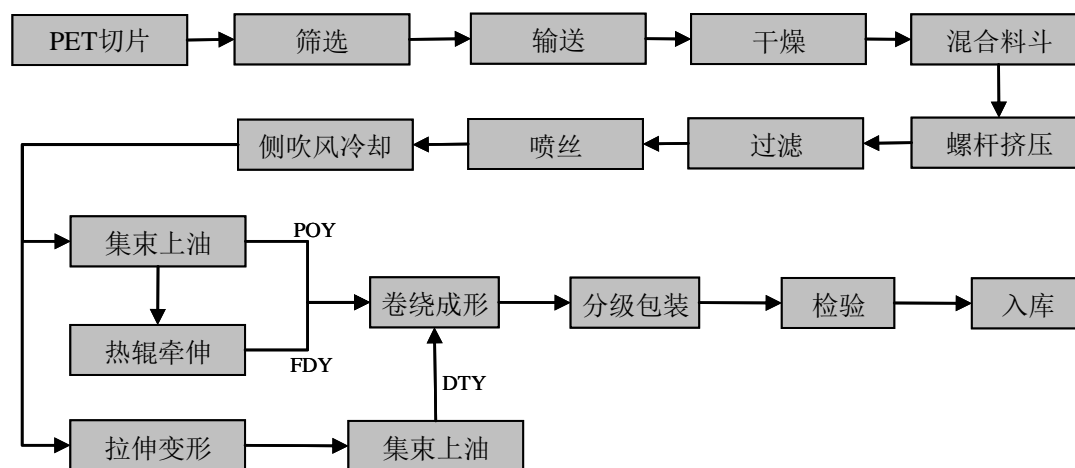 PET切片
筛选
输送
干燥
混合料斗
侧吹风冷却
喷丝
过滤
螺杆挤压
集束上油
POY
卷绕成形
分级包装
检验
入库
热辊牵伸
FDY
DTY
拉伸变形
集束上油